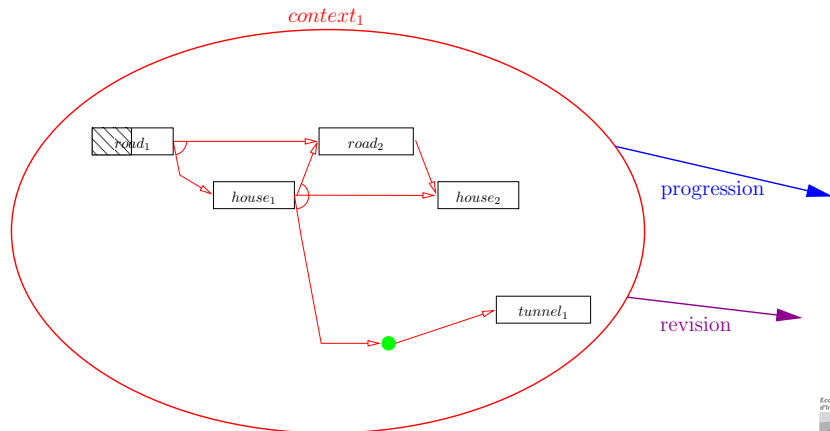 context₁
road₁
road₂
progression
house₁
house₂
tunnel₁
revision